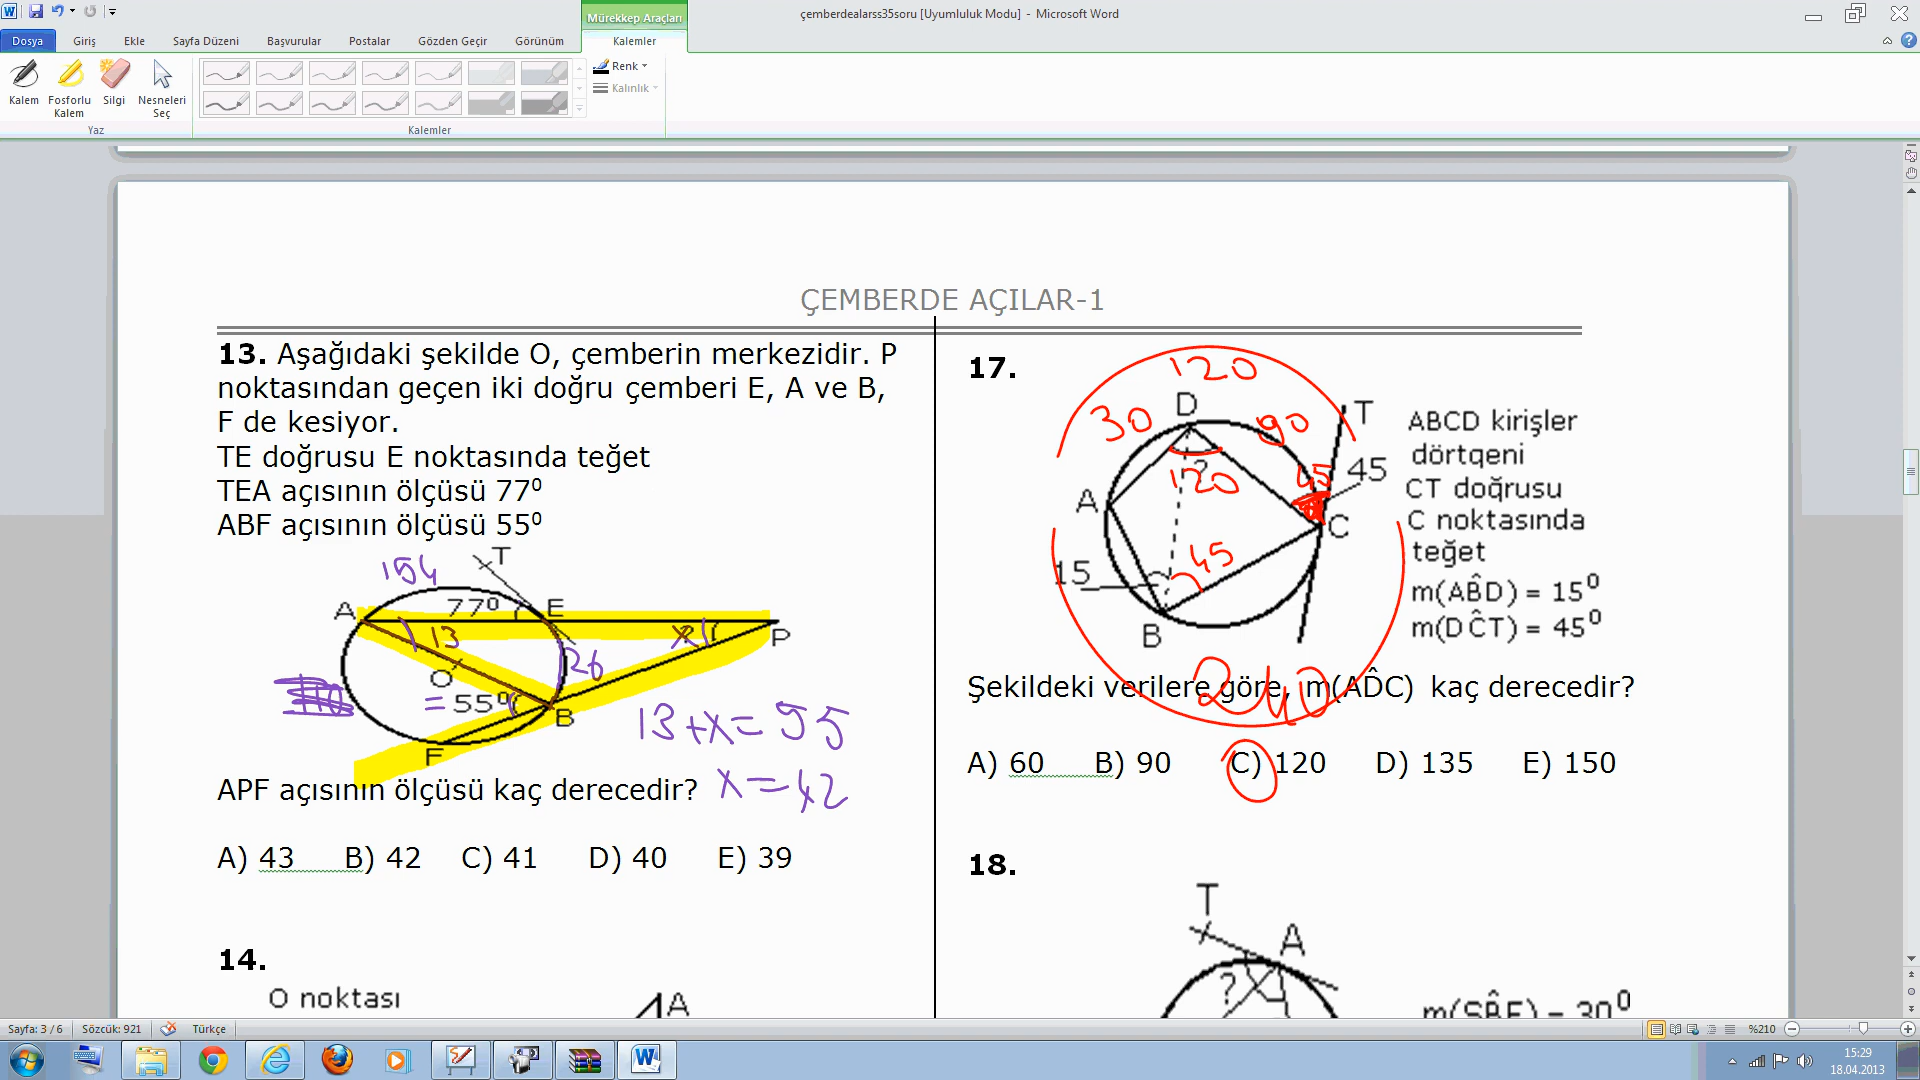 çemberdealarss35soru [Uyumluluk Modu] - Microsoft Word
Mürekkep Araçları
Dosya Giriş Ekle Sayfa Düzeni Başvurular Postalar Gözden Geçir Görünüm Kalemler
Kalem Fosforlu Kalem Silgi Nesneleri Seç
Renk
Kalınlık
Yaz Kalemler
ÇEMBERDE AÇILAR-1
13. Aşağıdaki şekilde O, çemberin merkezidir. P
noktasından geçen iki doğru çemberi E, A ve B,
F de kesiyor.
TE doğrusu E noktasında teğet
TEA açısının ölçüsü 77⁰
ABF açısının ölçüsü 55⁰
154 T
A 77⁰ E
13 x P
O 26
= 55⁰ B
F
13+x=55
APF açısının ölçüsü kaç derecedir? x=42
A) 43 B) 42 C) 41 D) 40 E) 39
14.
O noktası A
17.
120
30 D 90 T
? 120 45 45
A C
15 45
B
240
ABCD kirişler
dörtgeni
CT doğrusu
C noktasında
teğet
m(AB̂D) = 15⁰
m(DĈT) = 45⁰
Şekildeki verilere göre, m(AD̂C) kaç derecedir?
A) 60 B) 90 C) 120 D) 135 E) 150
18.
T
A
?
m(SB̂E) = 30⁰
Sayfa: 3 / 6 Sözcük: 921 Türkçe %210
15:29
18.04.2013